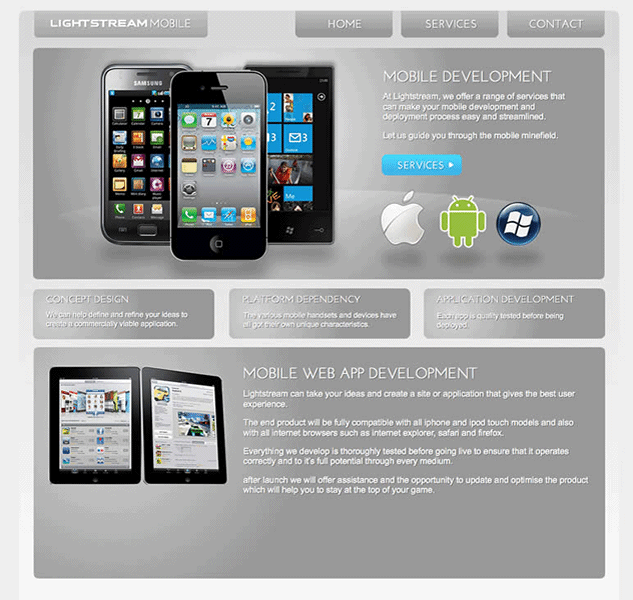 LIGHTSTREAM MOBILE
HOME
SERVICES
CONTACT
SAMSUNG
MOBILE DEVELOPMENT
At Lightstream, we offer a range of services that
can make your mobile development and
deployment process easy and streamlined.
Let us guide you through the mobile minefield.
SERVICES
CONCEPT DESIGN
We can help define and refine your ideas to
create a commercially viable application.
PLATFORM DEPENDENCY
The various mobile handsets and devices have
all got their own unique characteristics.
APPLICATION DEVELOPMENT
Each app is quality tested before being
deployed.
MOBILE WEB APP DEVELOPMENT
Lightstream can take your ideas and create a site or application that gives the best user
experience.
The end product will be fully compatible with all iphone and ipod touch models and also
with all internet browsers such as internet explorer, safari and firefox.
Everything we develop is thoroughly tested before going live to ensure that it operates
correctly and to it's full potential through every medium.
after launch we will offer assistance and the opportunity to update and optimise the product
which will help you to stay at the top of your game.